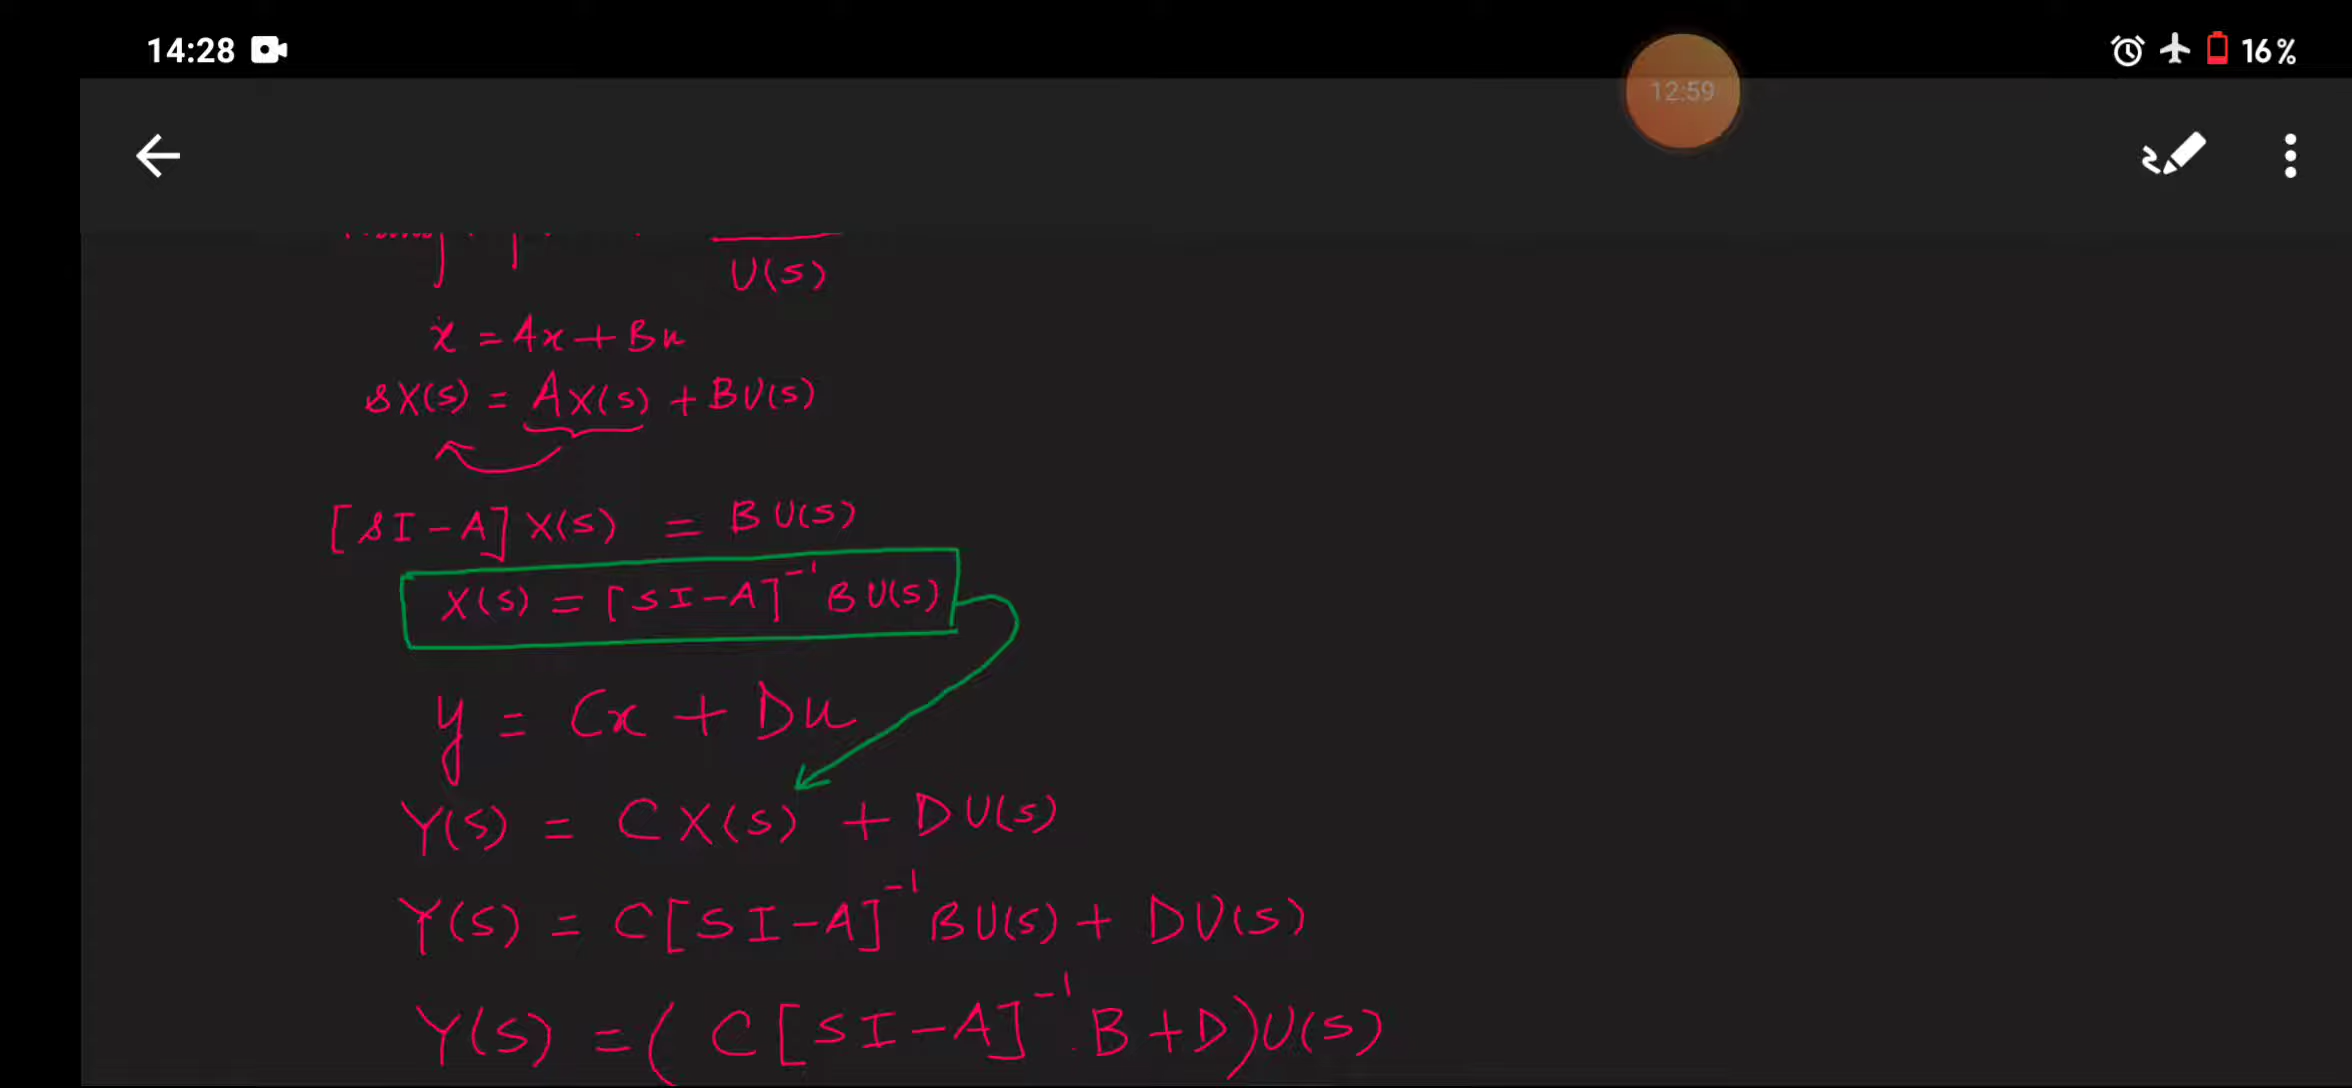 14:28
12:59
16%
U(s)
ẋ = Ax + Bu
sX(s) = AX(s) + BU(s)
[sI - A] X(s) = BU(s)
X(s) = [SI - A]⁻¹ BU(s)
y = Cx + Du
Y(s) = CX(s) + DU(s)
Y(s) = C[SI - A]⁻¹ BU(s) + DU(s)
Y(s) = (C[SI - A]⁻¹ B + D)U(s)